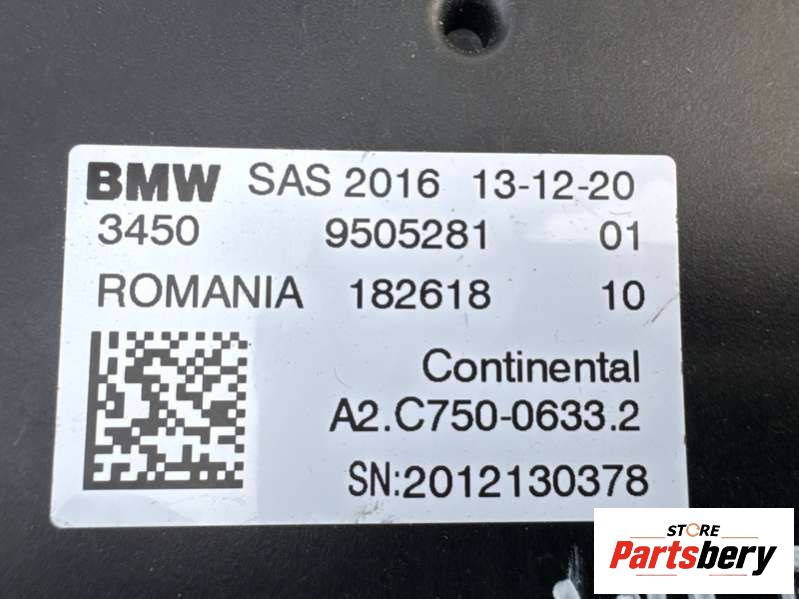 BMW SAS 2016 13-12-20
3450 9505281 01
ROMANIA 182618 10
Continental
A2.C750-0633.2
SN:2012130378
STORE
Partsbery